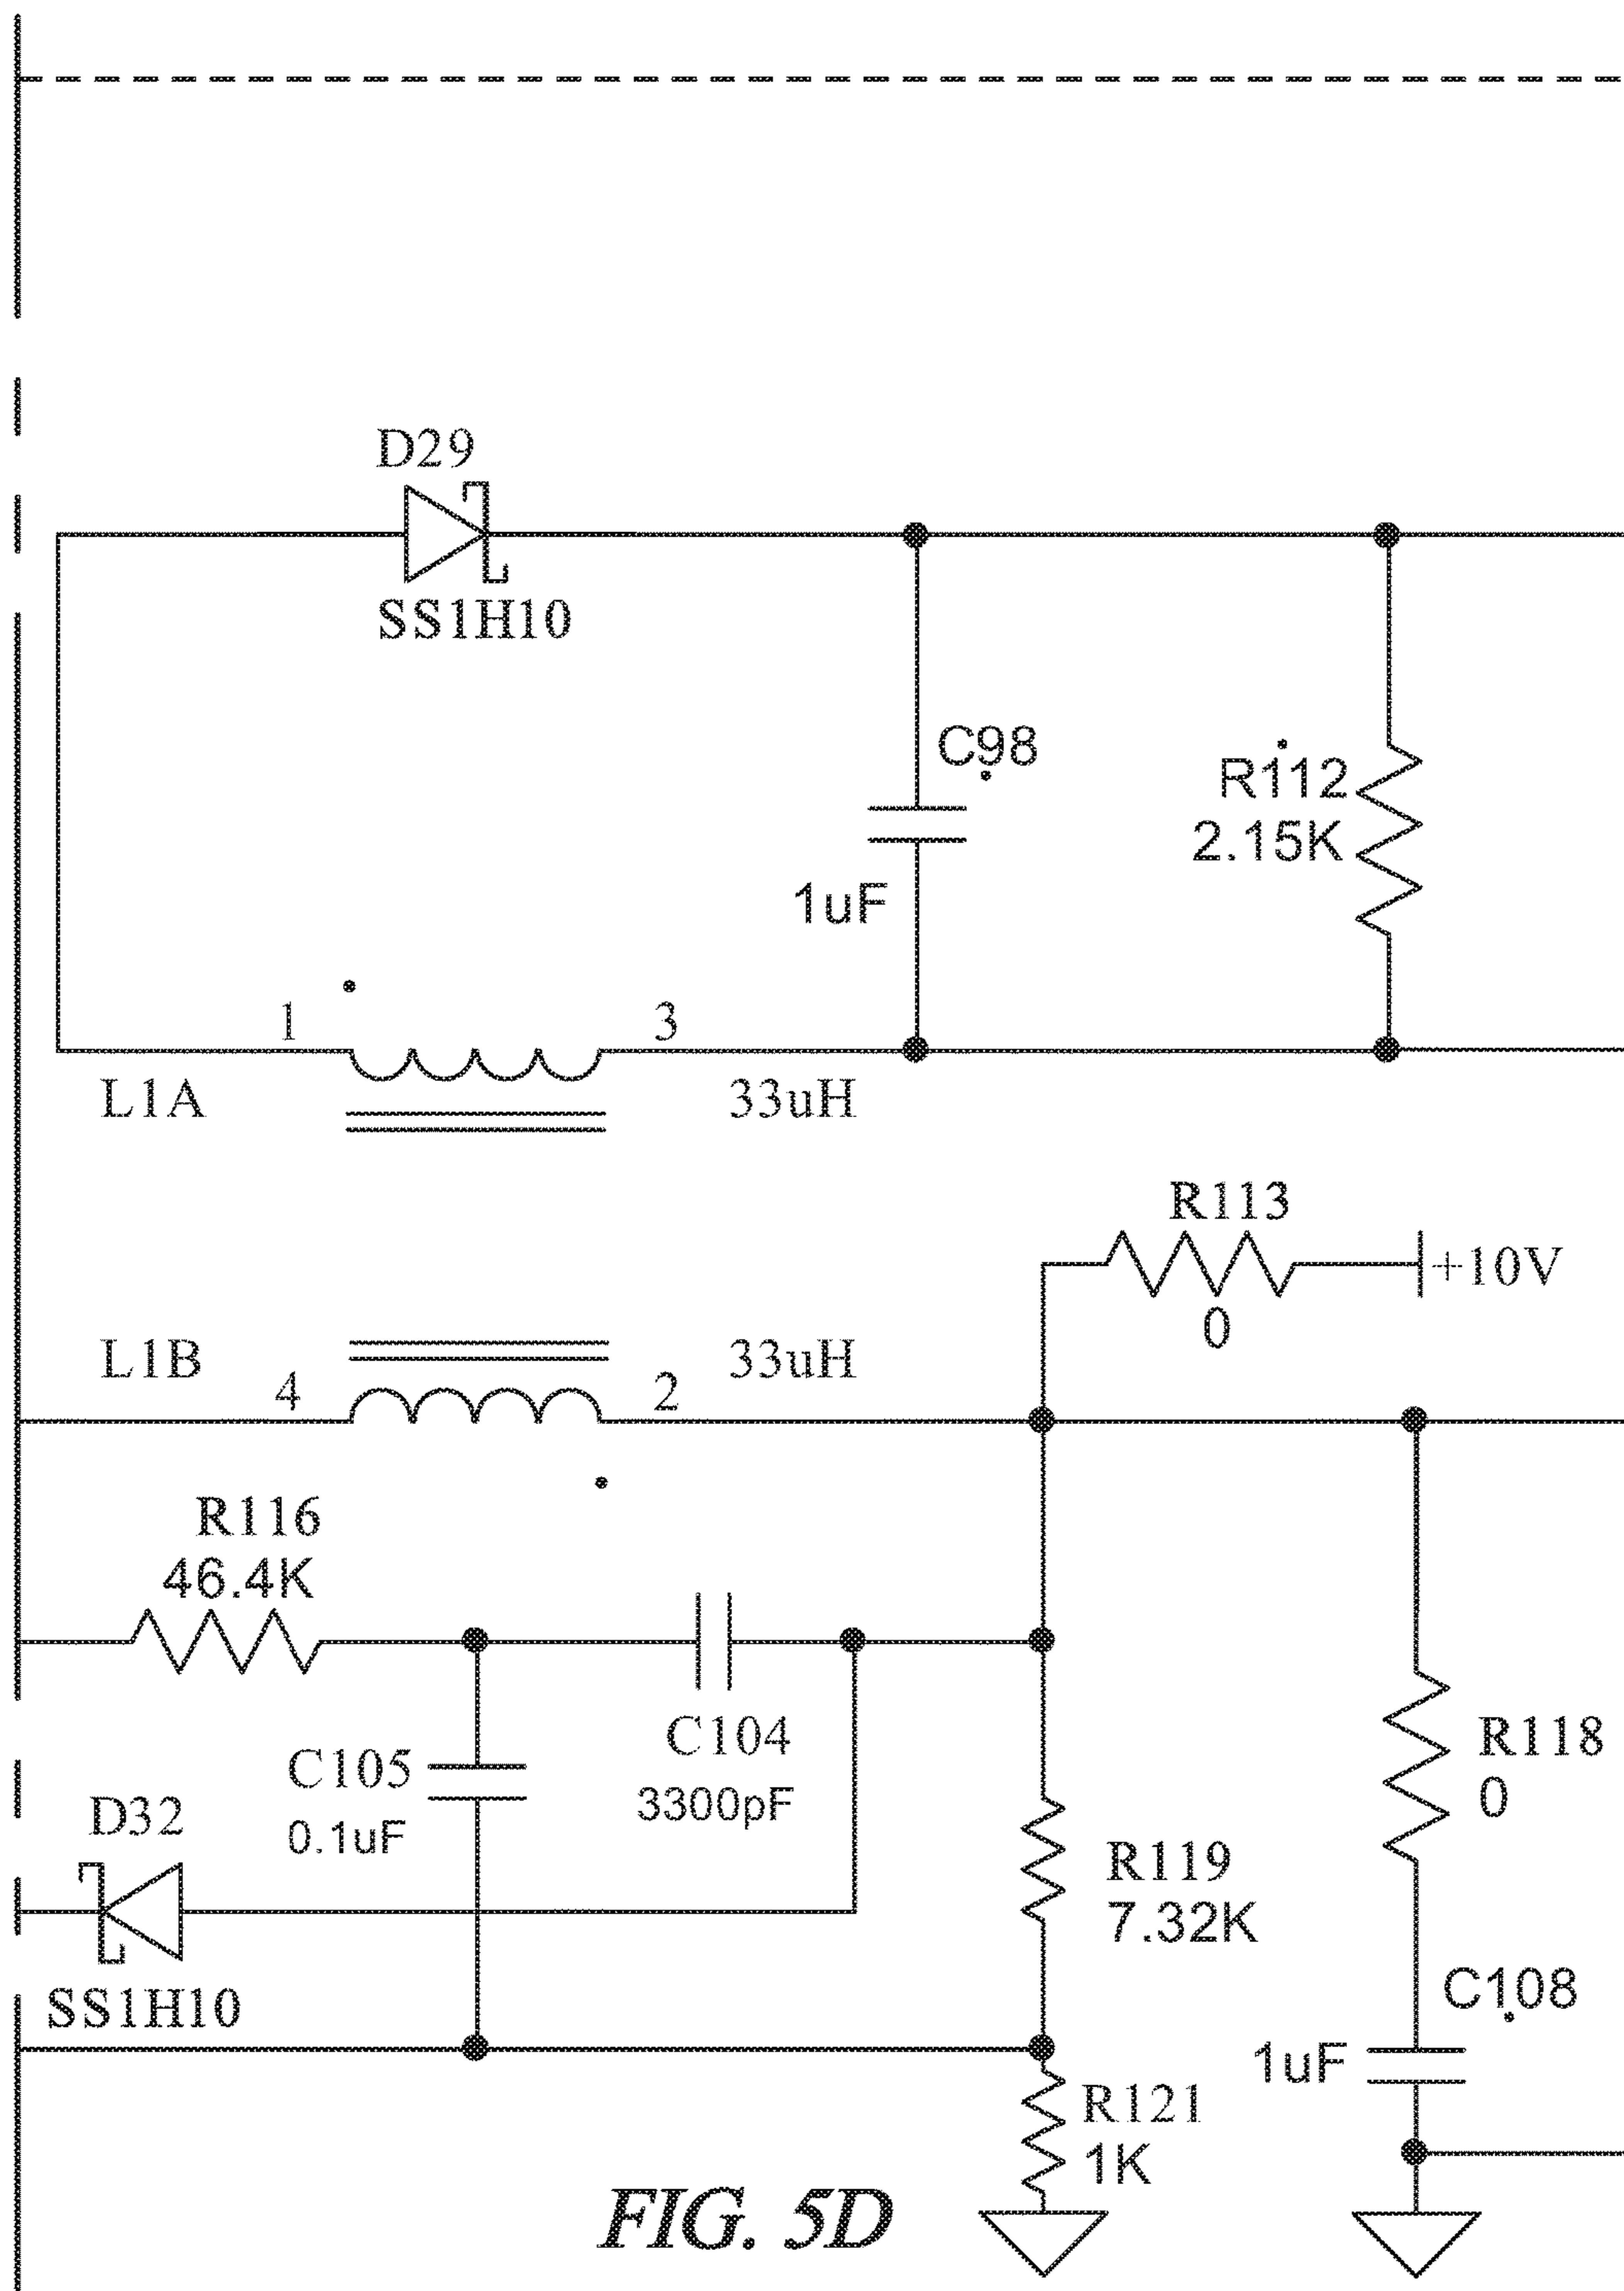 D29
SS1H10
C98
1uF
R112
2.15K
1
3
L1A
33uH
R113
+10V
0
L1B
33uH
4
2
R116
46.4K
C105
0.1uF
C104
3300pF
D32
SS1H10
R118
0
R119
7.32K
C108
1uF
R121
1K
FIG. 5D